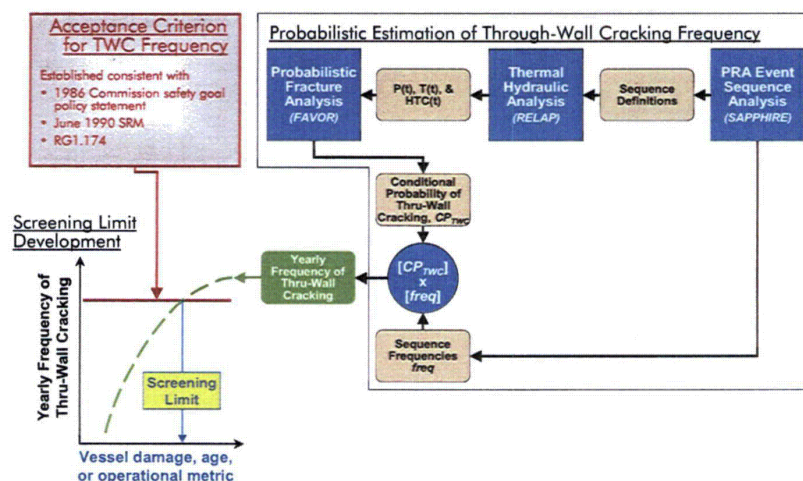 Acceptance Criterion
for TWC Frequency
Established consistent with
• 1986 Commission safety goal
policy statement
• June 1990 SRM
• RG1.174
Probabilistic Estimation of Through-Wall Cracking Frequency
Probabilistic
Fracture
Analysis
(FAVOR)
P(t), T(t), &
HTC(t)
Thermal
Hydraulic
Analysis
(RELAP)
Sequence
Definitions
PRA Event
Sequence
Analysis
(SAPPHIRE)
Conditional
Probability of
Thru-Wall
Cracking, CPTWC
[CPTWC]
x
[freq]
Sequence
Frequencies
freq
Yearly
Frequency of
Thru-Wall
Cracking
Screening Limit
Development
Yearly Frequency of
Thru-Wall Cracking
Screening
Limit
Vessel damage, age,
or operational metric